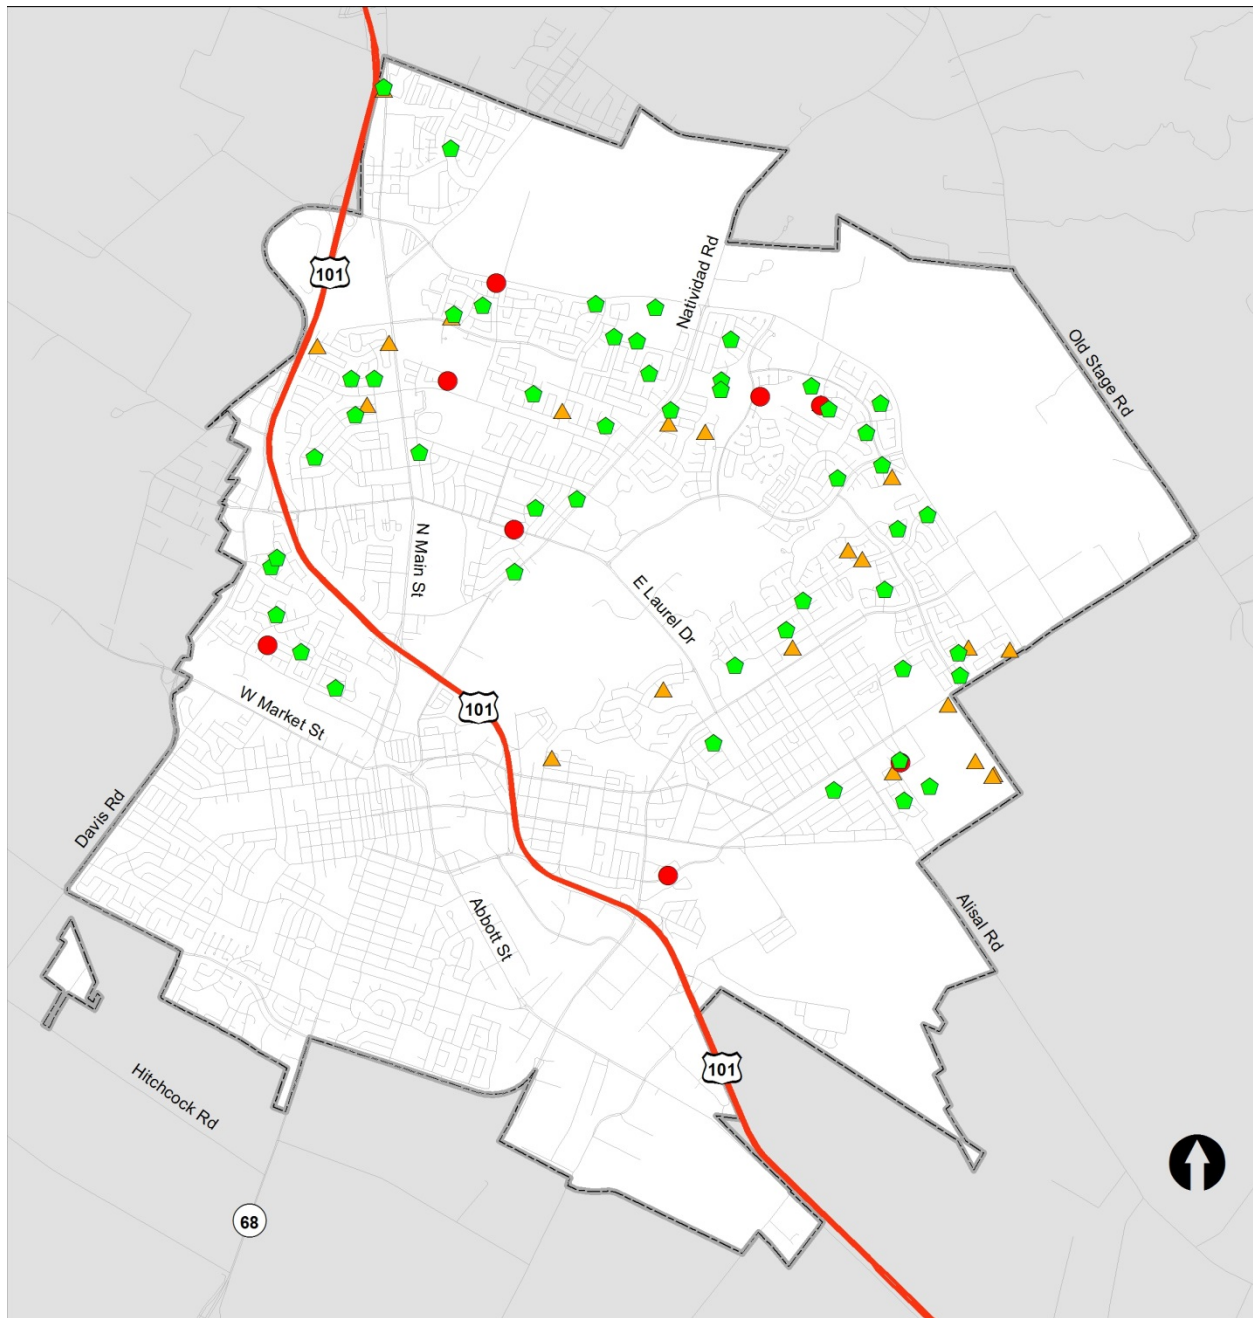 101
Natividad Rd
Old Stage Rd
N Main St
E Laurel Dr
W Market St
101
Davis Rd
Abbott St
Alisal Rd
101
Hitchcock Rd
68